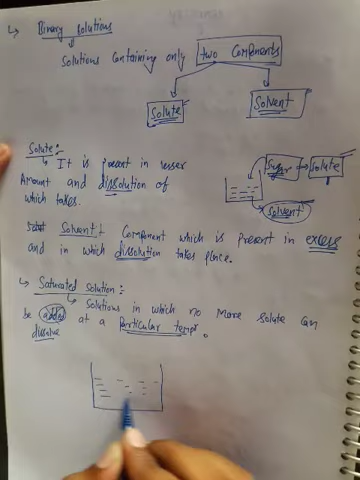 ↳ Binary solutions
Solutions containing only two Components
Solute
Solvent
Solute:-
↳ It is present in lesser
Amount and dissolution of
which takes.
Sugar → Solute
Solvent
Solvent:- Component which is present in excess
and in which dissolution takes place.
↳ Saturated solution:-
↳ Solutions in which no more solute can
be added at a Particular tempr.
dissolve